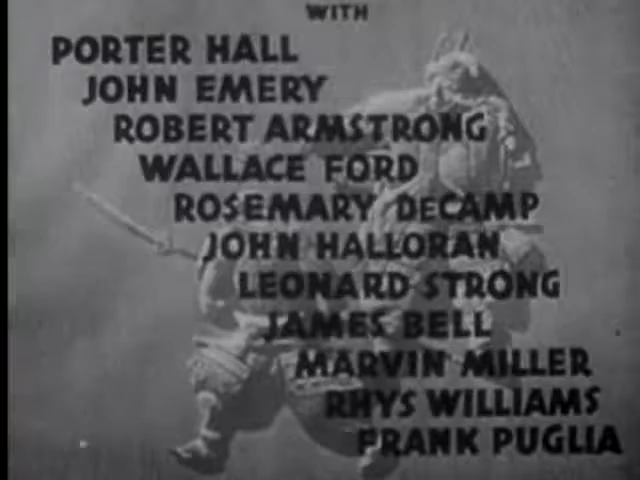 WITH
PORTER HALL
JOHN EMERY
ROBERT ARMSTRONG
WALLACE FORD
ROSEMARY DECAMP
JOHN HALLORAN
LEONARD STRONG
JAMES BELL
MARVIN MILLER
RHYS WILLIAMS
FRANK PUGLIA